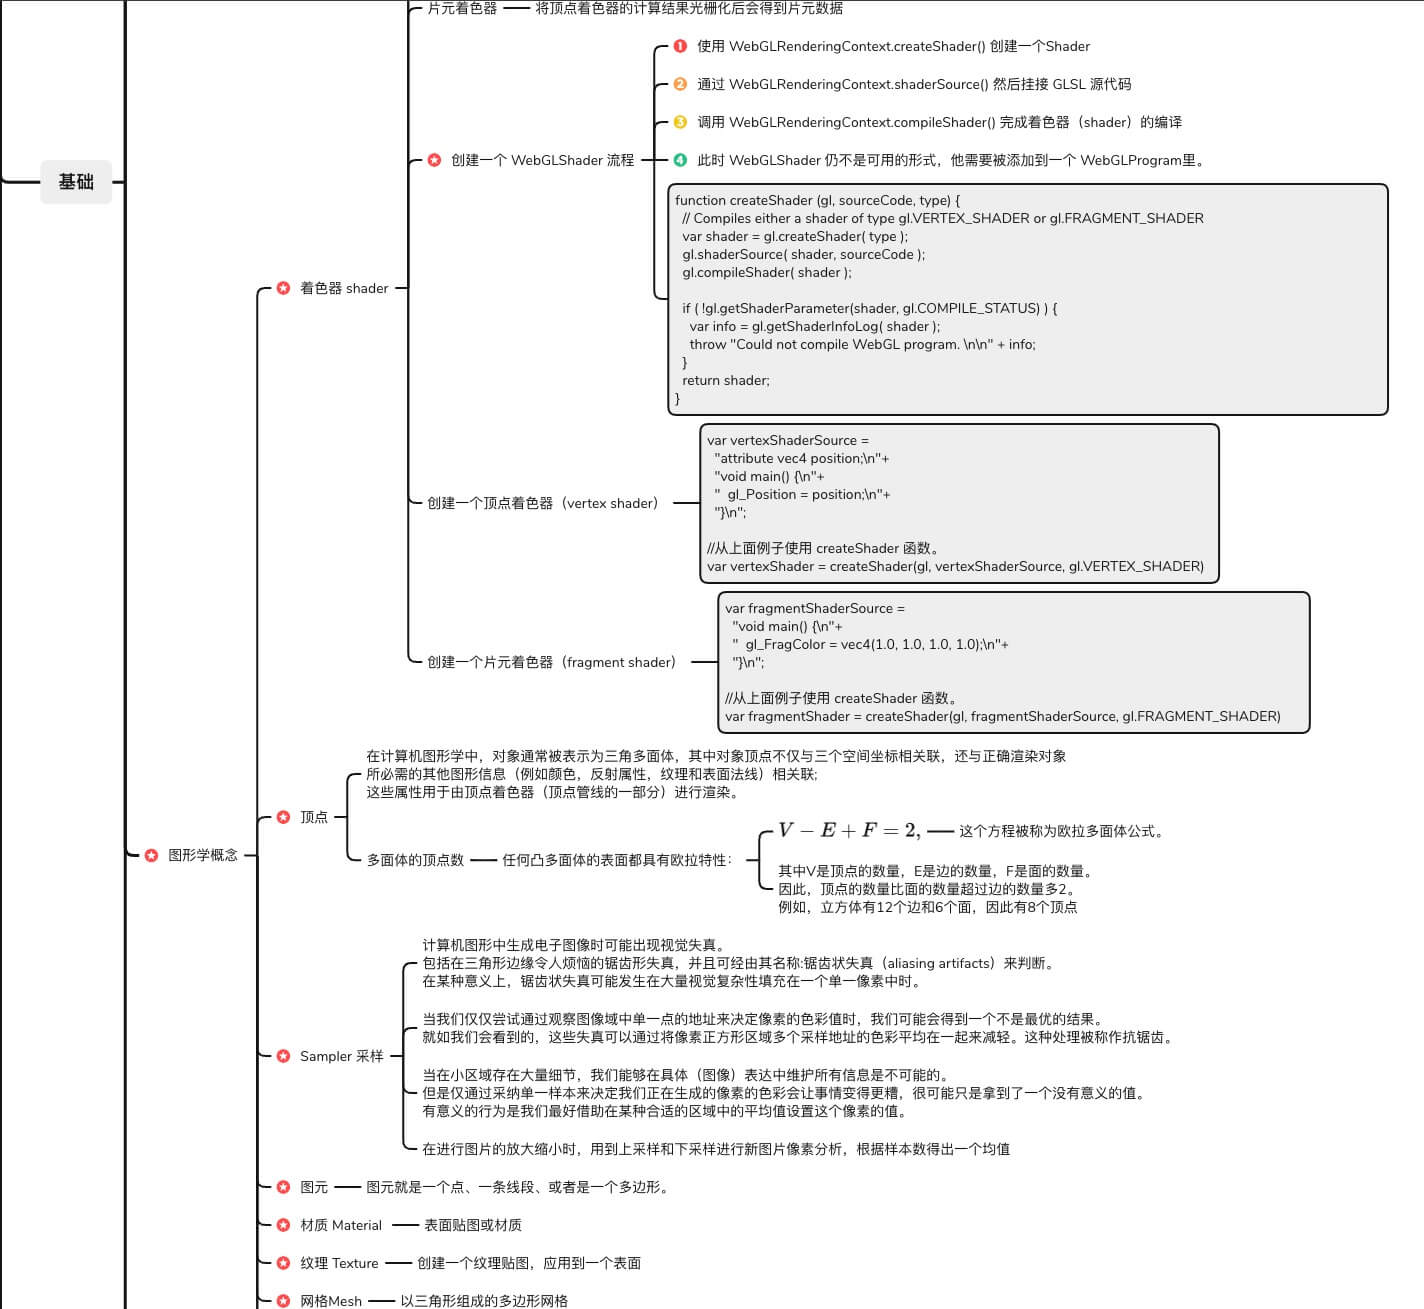 片元着色器
将顶点着色器的计算结果光栅化后会得到片元数据
1 使用 WebGLRenderingContext.createShader() 创建一个Shader
2 通过 WebGLRenderingContext.shaderSource() 然后挂接 GLSL 源代码
3 调用 WebGLRenderingContext.compileShader() 完成着色器（shader）的编译
创建一个 WebGLShader 流程
4 此时 WebGLShader 仍不是可用的形式，他需要被添加到一个 WebGLProgram里。
基础
function createShader (gl, sourceCode, type) {
// Compiles either a shader of type gl.VERTEX_SHADER or gl.FRAGMENT_SHADER
var shader = gl.createShader( type );
gl.shaderSource( shader, sourceCode );
gl.compileShader( shader );
if ( !gl.getShaderParameter(shader, gl.COMPILE_STATUS) ) {
var info = gl.getShaderInfoLog( shader );
throw "Could not compile WebGL program. \n\n" + info;
}
return shader;
}
着色器 shader
var vertexShaderSource =
"attribute vec4 position;\n"+
"void main() {\n"+
"  gl_Position = position;\n"+
"}\n";
//从上面例子使用 createShader 函数。
var vertexShader = createShader(gl, vertexShaderSource, gl.VERTEX_SHADER)
创建一个顶点着色器（vertex shader）
var fragmentShaderSource =
"void main() {\n"+
"  gl_FragColor = vec4(1.0, 1.0, 1.0, 1.0);\n"+
"}\n";
//从上面例子使用 createShader 函数。
var fragmentShader = createShader(gl, fragmentShaderSource, gl.FRAGMENT_SHADER)
创建一个片元着色器（fragment shader）
在计算机图形学中，对象通常被表示为三角多面体，其中对象顶点不仅与三个空间坐标相关联，还与正确渲染对象
所必需的其他图形信息（例如颜色，反射属性，纹理和表面法线）相关联;
这些属性用于由顶点着色器（顶点管线的一部分）进行渲染。
顶点
V − E + F = 2,
这个方程被称为欧拉多面体公式。
图形学概念
多面体的顶点数
任何凸多面体的表面都具有欧拉特性：
其中V是顶点的数量，E是边的数量，F是面的数量。
因此，顶点的数量比面的数量超过边的数量多2。
例如，立方体有12个边和6个面，因此有8个顶点
计算机图形中生成电子图像时可能出现视觉失真。
包括在三角形边缘令人烦恼的锯齿形失真，并且可经由其名称:锯齿状失真（aliasing artifacts）来判断。
在某种意义上，锯齿状失真可能发生在大量视觉复杂性填充在一个单一像素中时。
当我们仅仅尝试通过观察图像域中单一点的地址来决定像素的色彩值时，我们可能会得到一个不是最优的结果。
就如我们会看到的，这些失真可以通过将像素正方形区域多个采样地址的色彩平均在一起来减轻。这种处理被称作抗锯齿。
Sampler 采样
当在小区域存在大量细节，我们能够在具体（图像）表达中维护所有信息是不可能的。
但是仅通过采纳单一样本来决定我们正在生成的像素的色彩会让事情变得更糟，很可能只是拿到了一个没有意义的值。
有意义的行为是我们最好借助在某种合适的区域中的平均值设置这个像素的值。
在进行图片的放大缩小时，用到上采样和下采样进行新图片像素分析，根据样本数得出一个均值
图元
图元就是一个点、一条线段、或者是一个多边形。
材质 Material
表面贴图或材质
纹理 Texture
创建一个纹理贴图，应用到一个表面
网格Mesh
以三角形组成的多边形网格